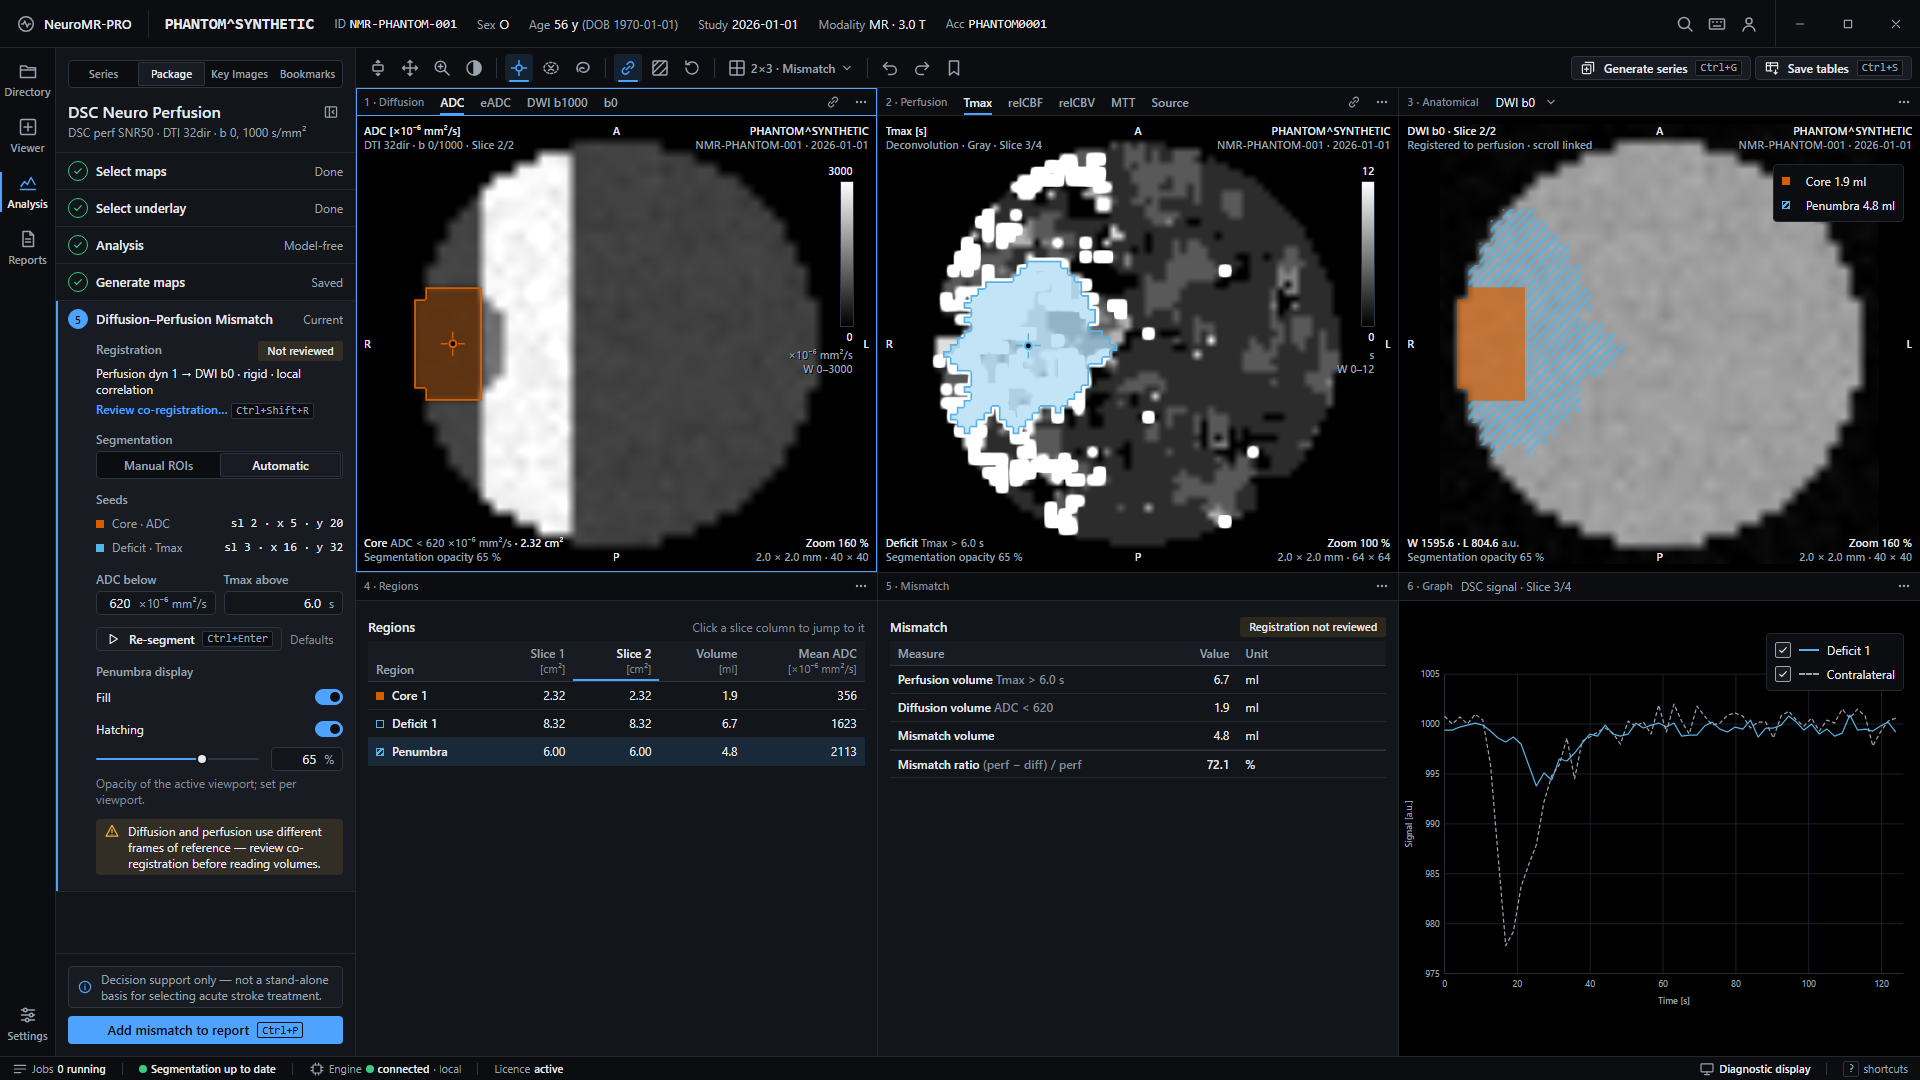 NeuroMR-PRO
PHANTOM^SYNTHETIC
ID NMR-PHANTOM-001
Sex O
Age 56 y (DOB 1970-01-01)
Study 2026-01-01
Modality MR · 3.0 T
Acc PHANTOM0001
Directory
Viewer
Analysis
Reports
Settings
Series
Package
Key Images
Bookmarks
DSC Neuro Perfusion
DSC perf SNR50 · DTI 32dir · b 0, 1000 s/mm²
Select maps Done
Select underlay Done
Analysis Model-free
Generate maps Saved
5 Diffusion–Perfusion Mismatch Current
Registration Not reviewed
Perfusion dyn 1 → DWI b0 · rigid · local
correlation
Review co-registration... Ctrl+Shift+R
Segmentation
Manual ROIs Automatic
Seeds
Core · ADC sl 2 · x 5 · y 20
Deficit · Tmax sl 3 · x 16 · y 32
ADC below Tmax above
620 ×10⁻⁶ mm²/s 6.0 s
Re-segment Ctrl+Enter Defaults
Penumbra display
Fill
Hatching
65 %
Opacity of the active viewport; set per
viewport.
Diffusion and perfusion use different
frames of reference — review co-
registration before reading volumes.
Decision support only — not a stand-alone
basis for selecting acute stroke treatment.
Add mismatch to report Ctrl+P
2×3 · Mismatch
Generate series Ctrl+G
Save tables Ctrl+S
1 · Diffusion ADC eADC DWI b1000 b0
ADC [×10⁻⁶ mm²/s]
DTI 32dir · b 0/1000 · Slice 2/2
A
PHANTOM^SYNTHETIC
NMR-PHANTOM-001 · 2026-01-01
3000
0
×10⁻⁶ mm²/s
W 0–3000
R
L
Core ADC < 620 ×10⁻⁶ mm²/s · 2.32 cm²
Segmentation opacity 65 %
P
Zoom 160 %
2.0 × 2.0 mm · 40 × 40
2 · Perfusion Tmax relCBF relCBV MTT Source
Tmax [s]
Deconvolution · Gray · Slice 3/4
A
PHANTOM^SYNTHETIC
NMR-PHANTOM-001 · 2026-01-01
12
0
s
W 0–12
R
L
Deficit Tmax > 6.0 s
Segmentation opacity 65 %
P
Zoom 100 %
2.0 × 2.0 mm · 64 × 64
3 · Anatomical DWI b0
DWI b0 · Slice 2/2
Registered to perfusion · scroll linked
A
PHANTOM^SYNTHETIC
NMR-PHANTOM-001 · 2026-01-01
Core 1.9 ml
Penumbra 4.8 ml
R
L
W 1595.6 · L 804.6 a.u.
Segmentation opacity 65 %
P
Zoom 160 %
2.0 × 2.0 mm · 40 × 40
4 · Regions
Regions Click a slice column to jump to it
Region Slice 1 [cm²] Slice 2 [cm²] Volume [ml] Mean ADC [×10⁻⁶ mm²/s]
Core 1 2.32 2.32 1.9 356
Deficit 1 8.32 8.32 6.7 1623
Penumbra 6.00 6.00 4.8 2113
5 · Mismatch
Mismatch Registration not reviewed
Measure Value Unit
Perfusion volume Tmax > 6.0 s 6.7 ml
Diffusion volume ADC < 620 1.9 ml
Mismatch volume 4.8 ml
Mismatch ratio (perf − diff) / perf 72.1 %
6 · Graph DSC signal · Slice 3/4
Deficit 1
Contralateral
1005
1000
995
990
985
980
975
Signal [a.u.]
0 20 40 60 80 100 120
Time [s]
Jobs 0 running
Segmentation up to date
Engine connected · local
Licence active
Diagnostic display
? shortcuts